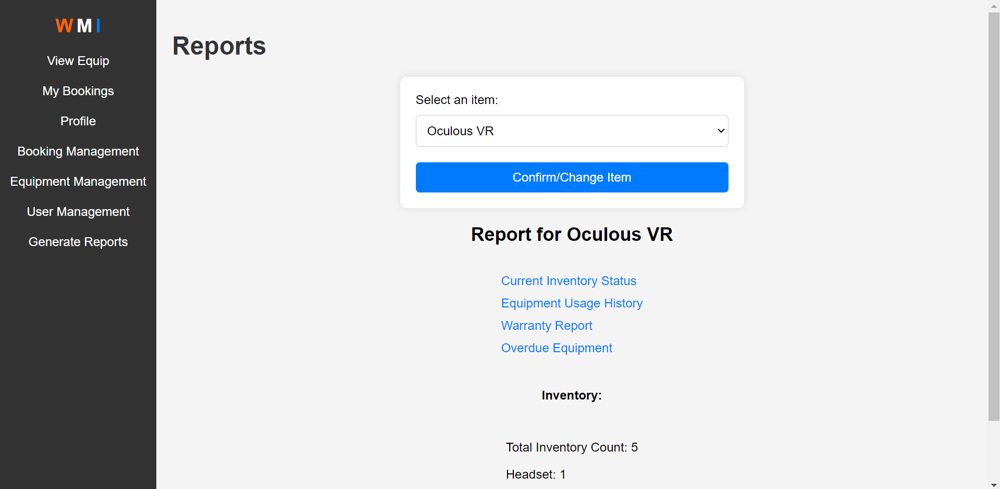 WMI
View Equip
My Bookings
Profile
Booking Management
Equipment Management
User Management
Generate Reports
Reports
Select an item:
Oculous VR
Confirm/Change Item
Report for Oculous VR
Current Inventory Status
Equipment Usage History
Warranty Report
Overdue Equipment
Inventory:
Total Inventory Count: 5
Headset: 1